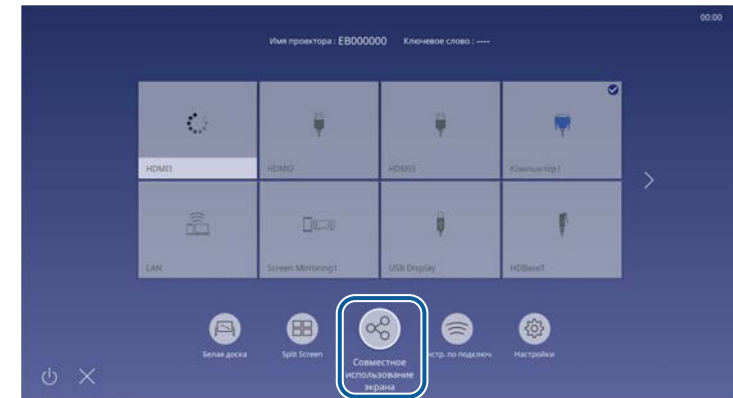 00:00
Имя проектора : EB000000 Ключевое слово : ----
HDMI1 HDMI2 HDMI3 Компьютер1
LAN Screen Mirroring1 USB Display HDBaseT
Белая доска Split Screen Совместное использование экрана стр. по подключ. Настройки